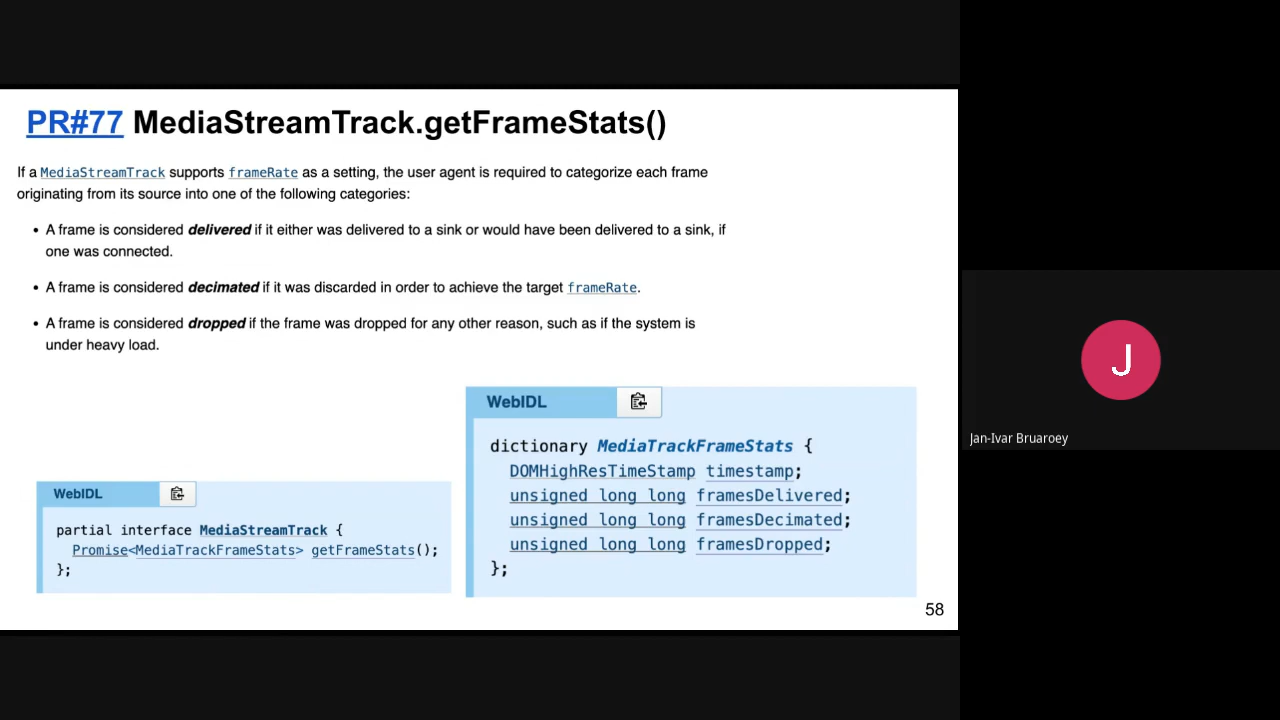 PR#77 MediaStreamTrack.getFrameStats()
If a MediaStreamTrack supports frameRate as a setting, the user agent is required to categorize each frame
originating from its source into one of the following categories:
• A frame is considered delivered if it either was delivered to a sink or would have been delivered to a sink, if
one was connected.
• A frame is considered decimated if it was discarded in order to achieve the target frameRate.
• A frame is considered dropped if the frame was dropped for any other reason, such as if the system is
under heavy load.
WebIDL
partial interface MediaStreamTrack {
Promise<MediaTrackFrameStats> getFrameStats();
};
WebIDL
dictionary MediaTrackFrameStats {
DOMHighResTimeStamp timestamp;
unsigned long long framesDelivered;
unsigned long long framesDecimated;
unsigned long long framesDropped;
};
58
J
Jan-Ivar Bruaroey